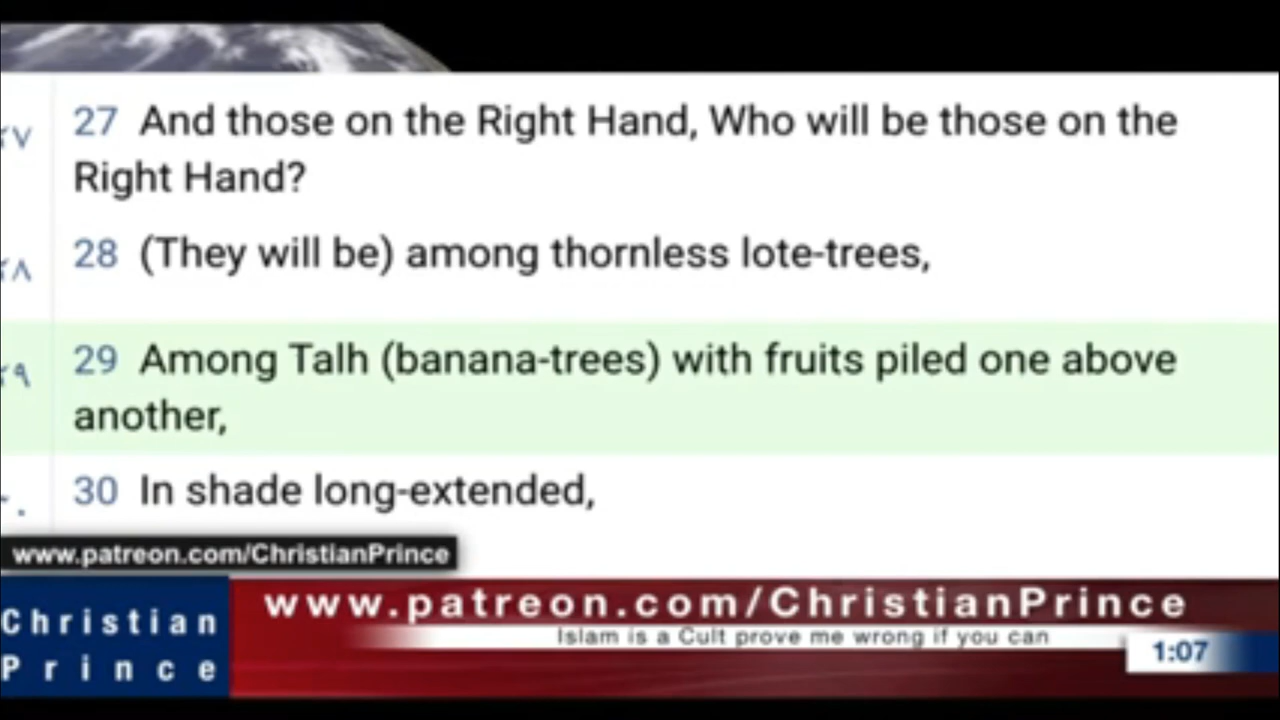 27 And those on the Right Hand, Who will be those on the
Right Hand?
٢٧
28 (They will be) among thornless lote-trees,
٢٨
29 Among Talh (banana-trees) with fruits piled one above
another,
٢٩
30 In shade long-extended,
www.patreon.com/ChristianPrince
www.patreon.com/ChristianPrince
Christian
Prince
Islam is a Cult prove me wrong if you can
1:07